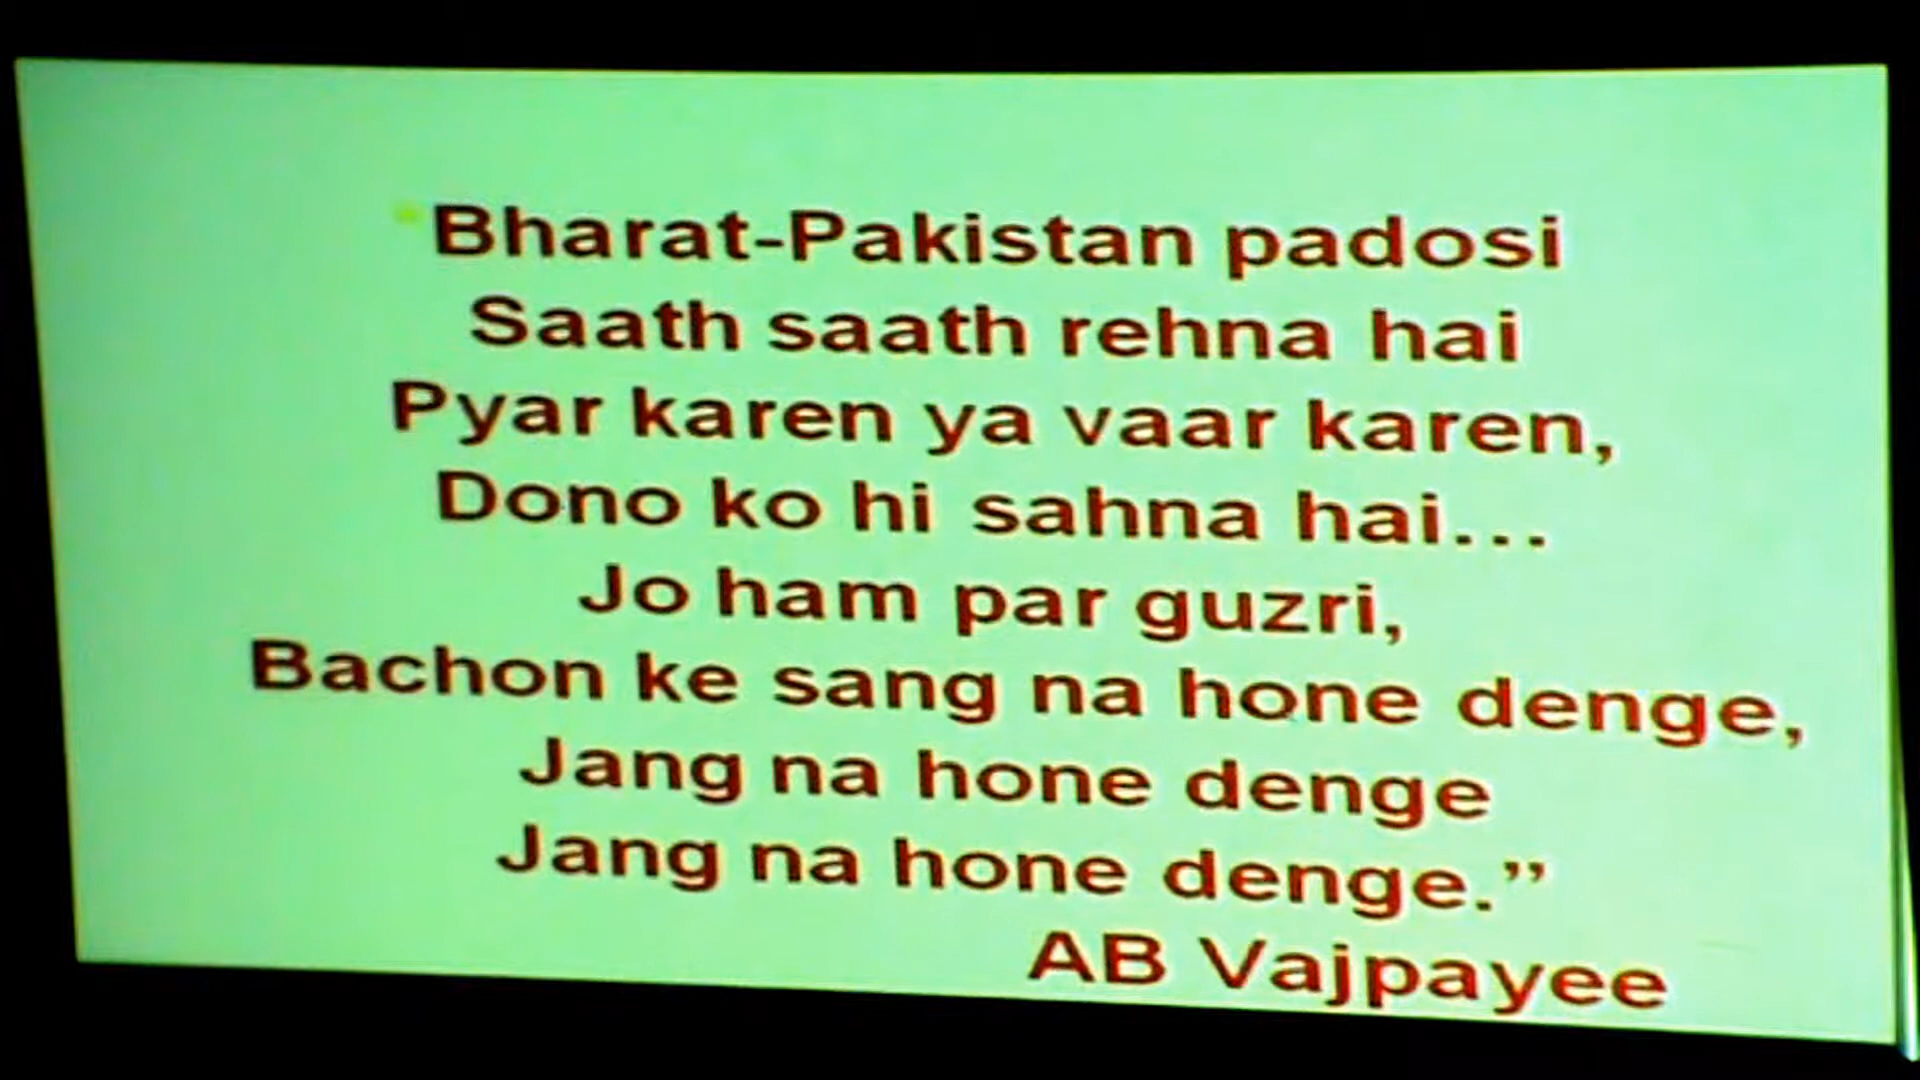 "Bharat-Pakistan padosi
Saath saath rehna hai
Pyar karen ya vaar karen,
Dono ko hi sahna hai...
Jo ham par guzri,
Bachon ke sang na hone denge,
Jang na hone denge
Jang na hone denge.”
AB Vajpayee